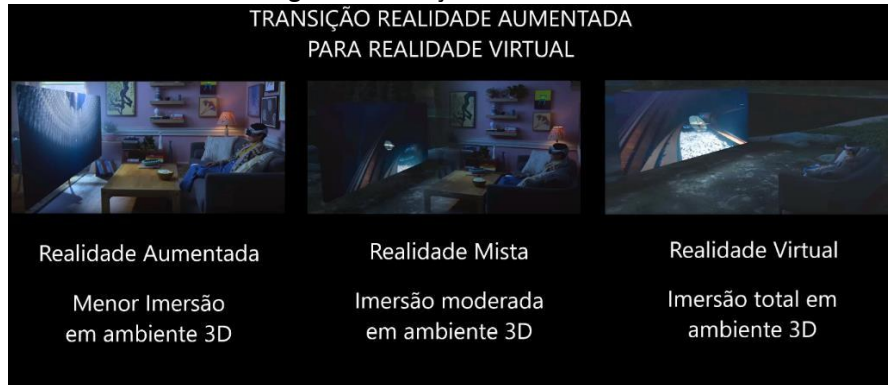 TRANSIÇÃO REALIDADE AUMENTADA
PARA REALIDADE VIRTUAL
Realidade Aumentada
Realidade Mista
Realidade Virtual
Menor Imersão
em ambiente 3D
Imersão moderada
em ambiente 3D
Imersão total em
ambiente 3D